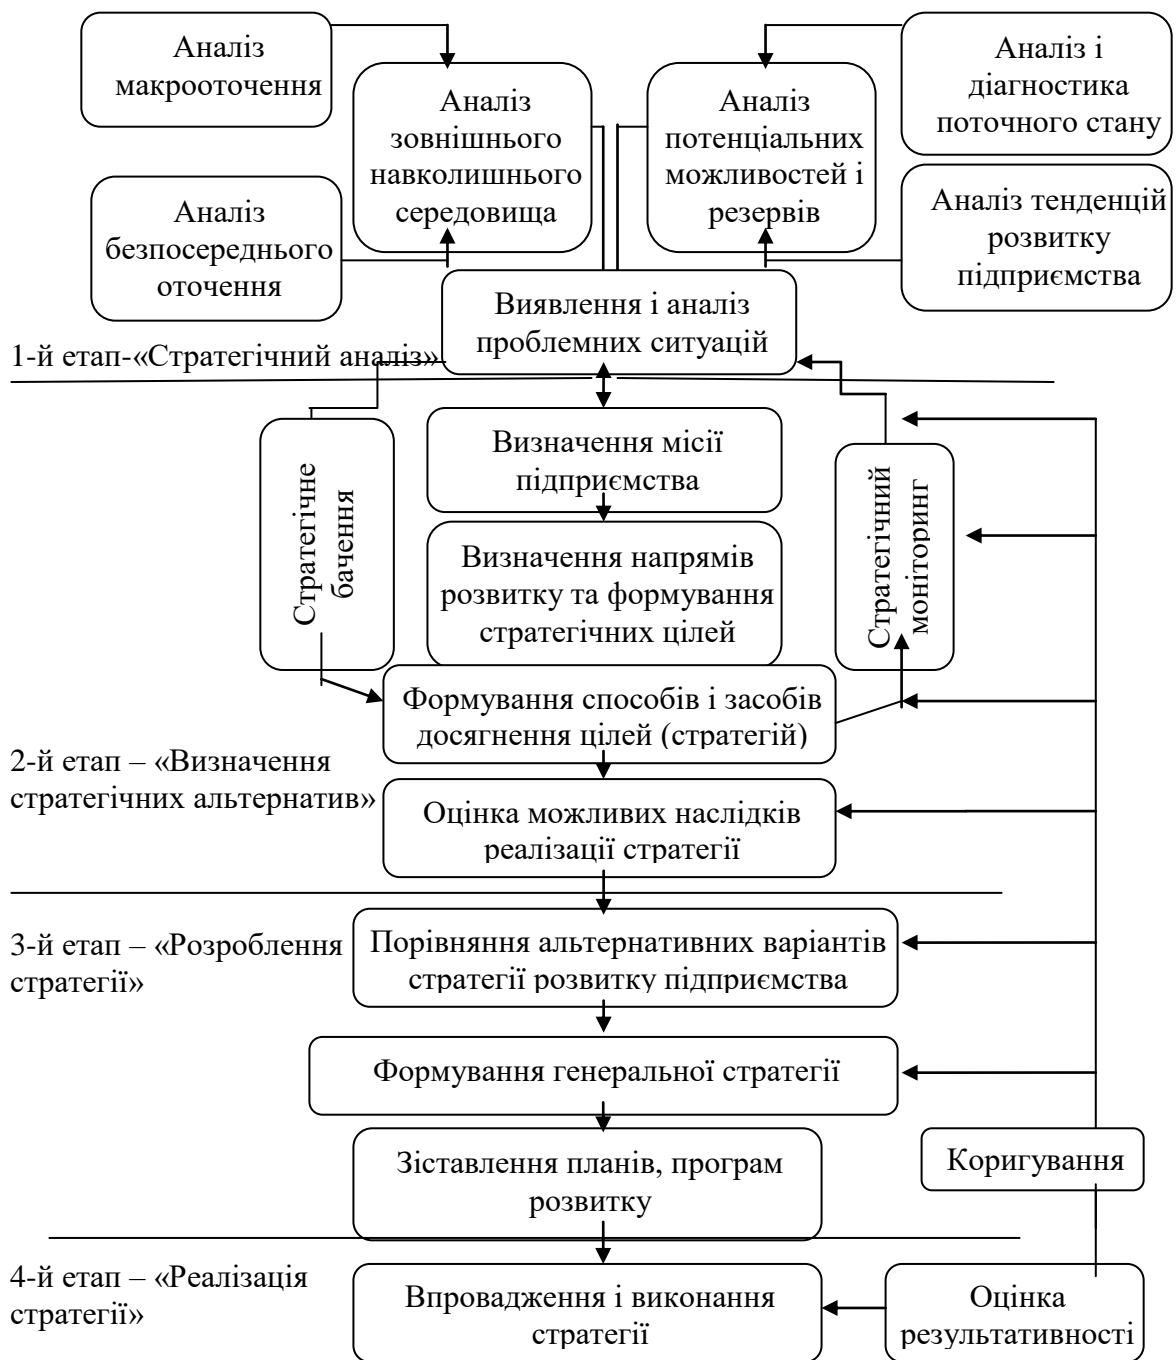 Аналіз
макрооточення
Аналіз
зовнішнього
навколишнього
середовища
Аналіз
потенціальних
можливостей і
резервів
Аналіз і
діагностика
поточного стану
Аналіз
безпосереднього
оточення
Аналіз тенденцій
розвитку
підприємства
Виявлення і аналіз
проблемних ситуацій
1-й етап-«Стратегічний аналіз»
Стратегічне
бачення
Визначення місії
підприємства
Стратегічний
моніторинг
Визначення напрямів
розвитку та формування
стратегічних цілей
Формування способів і засобів
досягнення цілей (стратегій)
2-й етап – «Визначення
стратегічних альтернатив»
Оцінка можливих наслідків
реалізації стратегії
3-й етап – «Розроблення
стратегії»
Порівняння альтернативних варіантів
стратегії розвитку підприємства
Формування генеральної стратегії
Зіставлення планів, програм
розвитку
Коригування
4-й етап – «Реалізація
стратегії»
Впровадження і виконання
стратегії
Оцінка
результативності